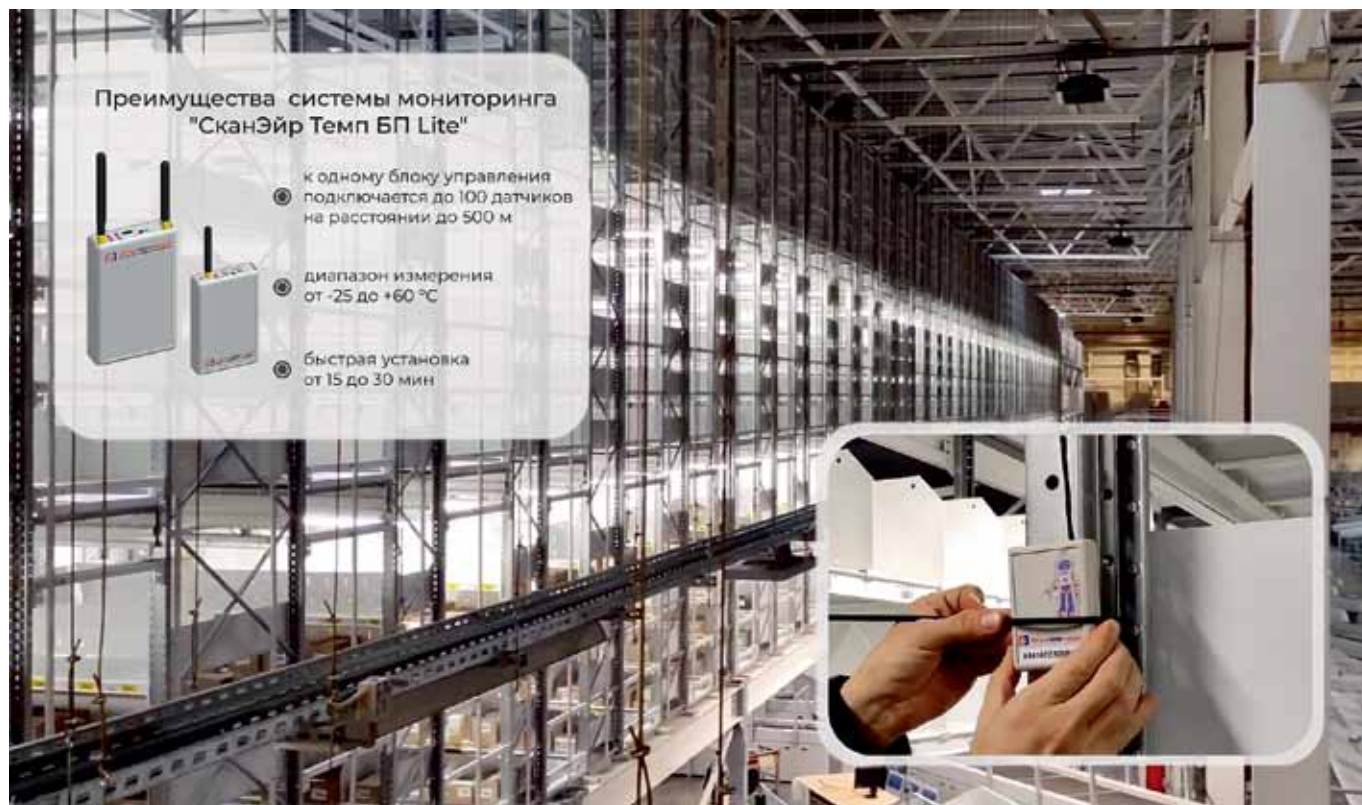 Преимущества системы мониторинга
"СканЭйр Темп БП Lite"
к одному блоку управления
подключается до 100 датчиков
на расстоянии до 500 м
диапазон измерения
от -25 до +60 °C
быстрая установка
от 15 до 30 мин